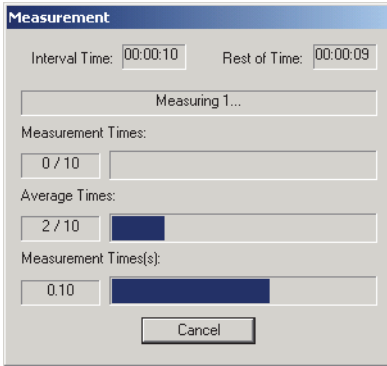 Measurement
Interval Time: 00:00:10 Rest of Time: 00:00:09
Measuring 1...
Measurement Times:
0 / 10
Average Times:
2 / 10
Measurement Times(s):
0.10
Cancel